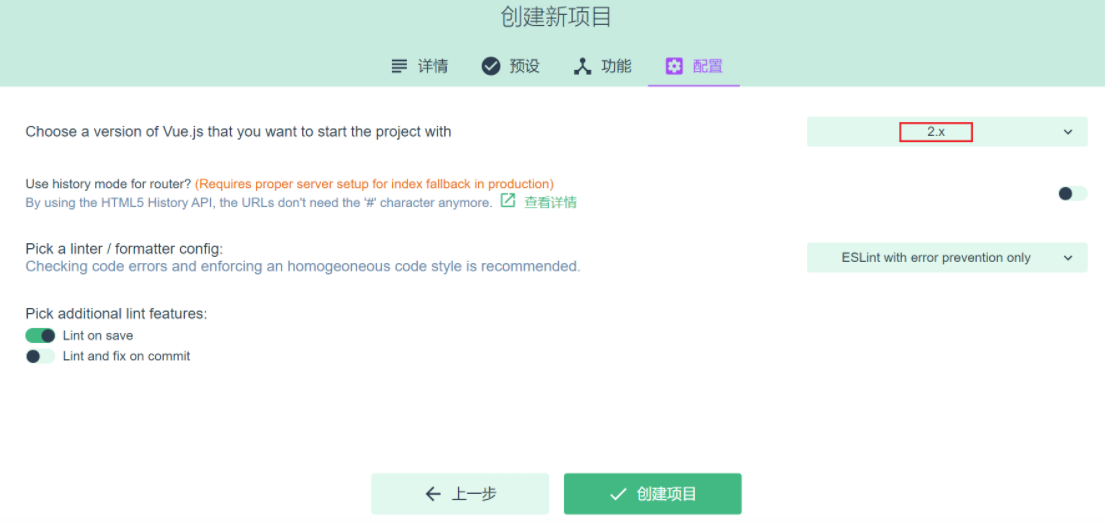 创建新项目
详情 预设 功能 配置
Choose a version of Vue.js that you want to start the project with 2.x
Use history mode for router? (Requires proper server setup for index fallback in production)
By using the HTML5 History API, the URLs don't need the '#' character anymore. 查看详情
Pick a linter / formatter config:
Checking code errors and enforcing an homogeoneous code style is recommended.
ESLint with error prevention only
Pick additional lint features:
Lint on save
Lint and fix on commit
上一步 创建项目